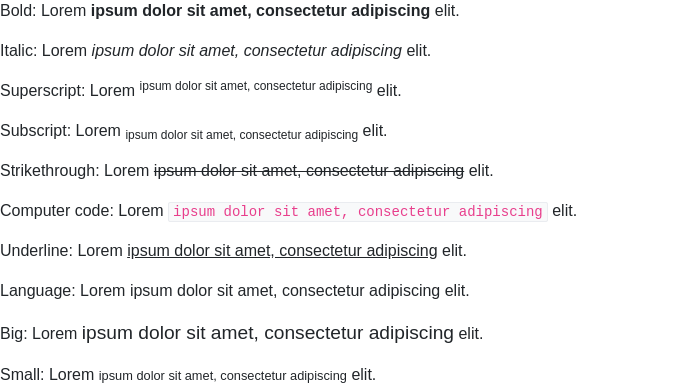 Bold: Lorem ipsum dolor sit amet, consectetur adipiscing elit.
Italic: Lorem ipsum dolor sit amet, consectetur adipiscing elit.
Superscript: Lorem ipsum dolor sit amet, consectetur adipiscing elit.
Subscript: Lorem ipsum dolor sit amet, consectetur adipiscing elit.
Strikethrough: Lorem ipsum dolor sit amet, consectetur adipiscing elit.
Computer code: Lorem ipsum dolor sit amet, consectetur adipiscing elit.
Underline: Lorem ipsum dolor sit amet, consectetur adipiscing elit.
Language: Lorem ipsum dolor sit amet, consectetur adipiscing elit.
Big: Lorem ipsum dolor sit amet, consectetur adipiscing elit.
Small: Lorem ipsum dolor sit amet, consectetur adipiscing elit.